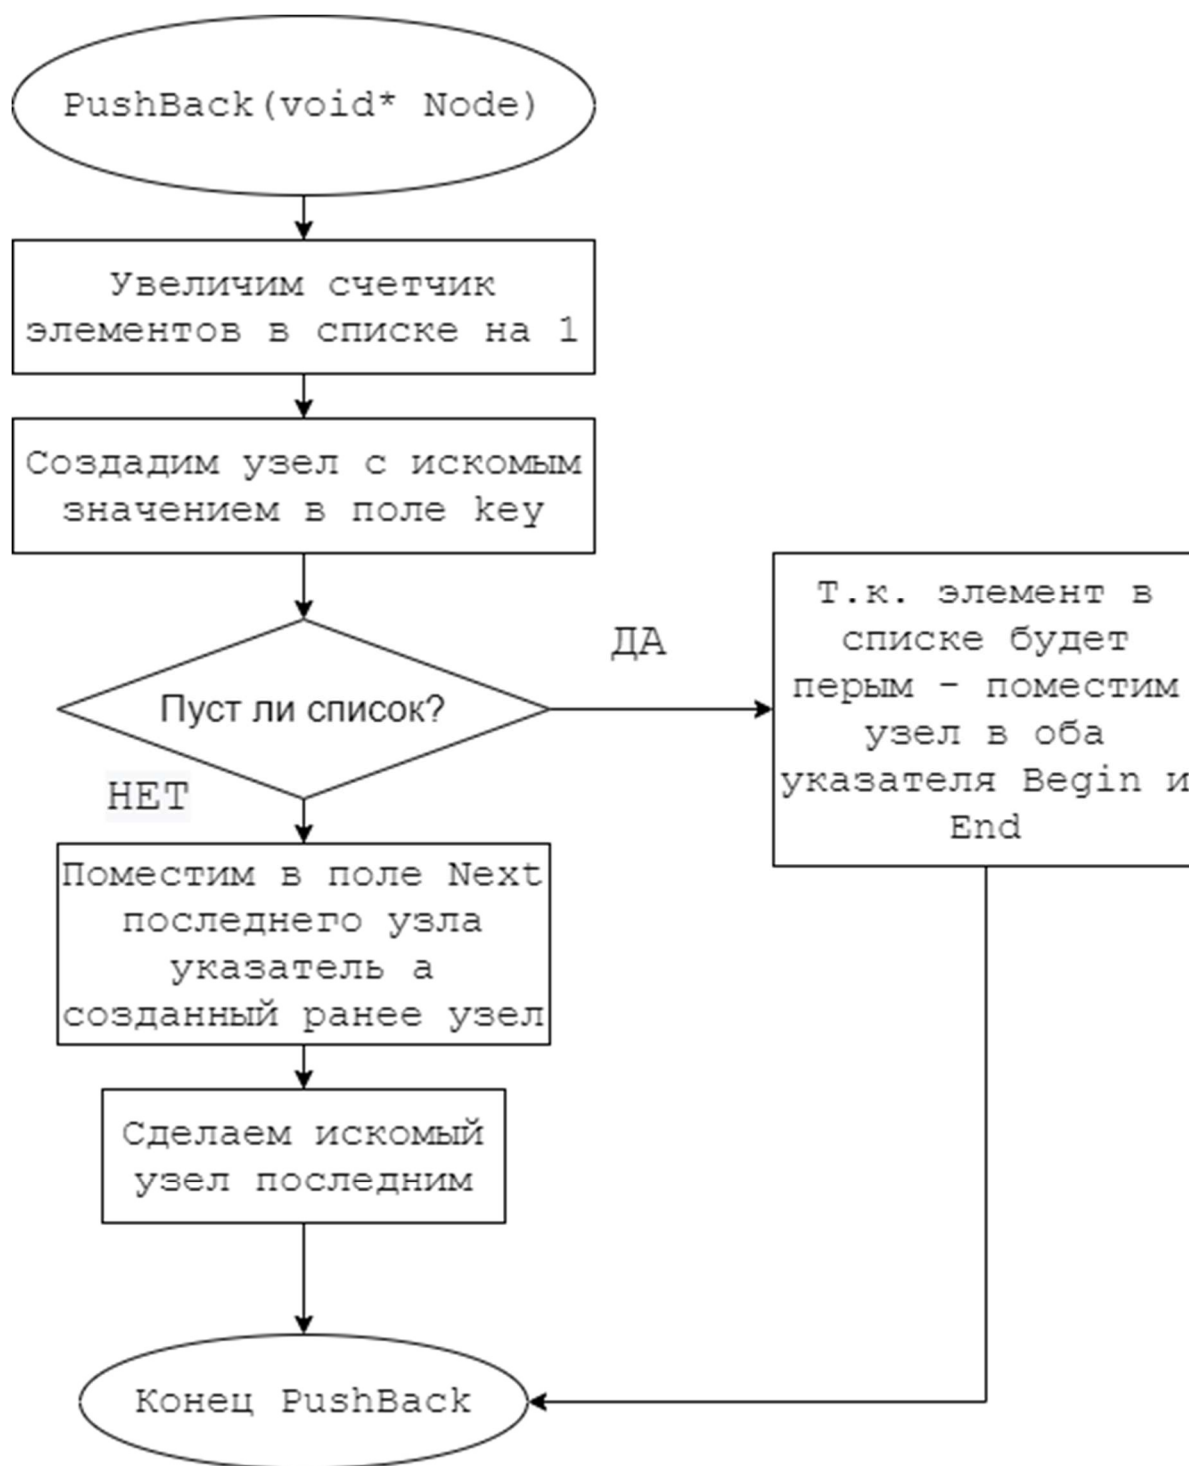 PushBack(void* Node)
Увеличим счетчик
элементов в списке на 1
Создадим узел с искомым
значением в поле key
Пуст ли список?
ДА
Т.к. элемент в
списке будет
перым - поместим
узел в оба
указателя Begin и
End
НЕТ
Поместим в поле Next
последнего узла
указатель а
созданный ранее узел
Сделаем искомый
узел последним
Конец PushBack